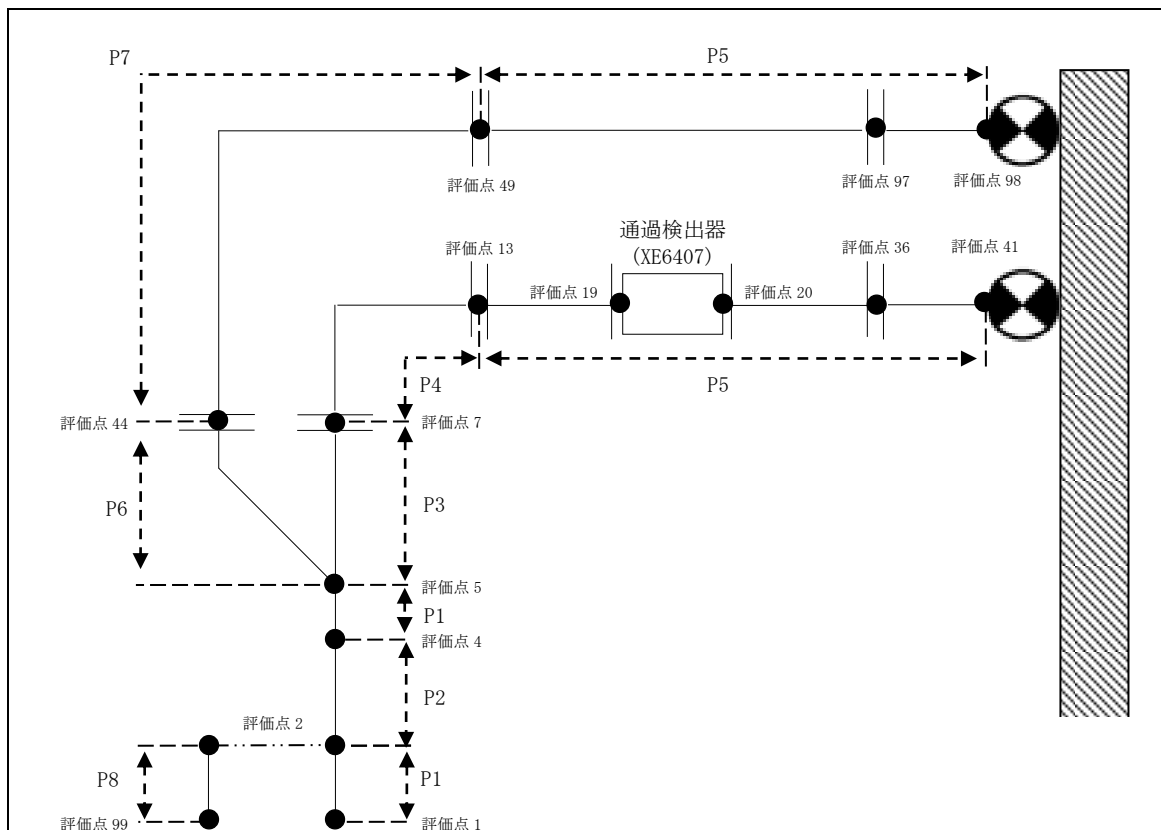 P7
P5
評価点 49
評価点 97
評価点 98
通過検出器
(XE6407)
評価点 13
評価点 36
評価点 41
評価点 19
評価点 20
P4
P5
評価点 44
評価点 7
P6
P3
評価点 5
P1
評価点 4
P2
評価点 2
P8
P1
評価点 99
評価点 1